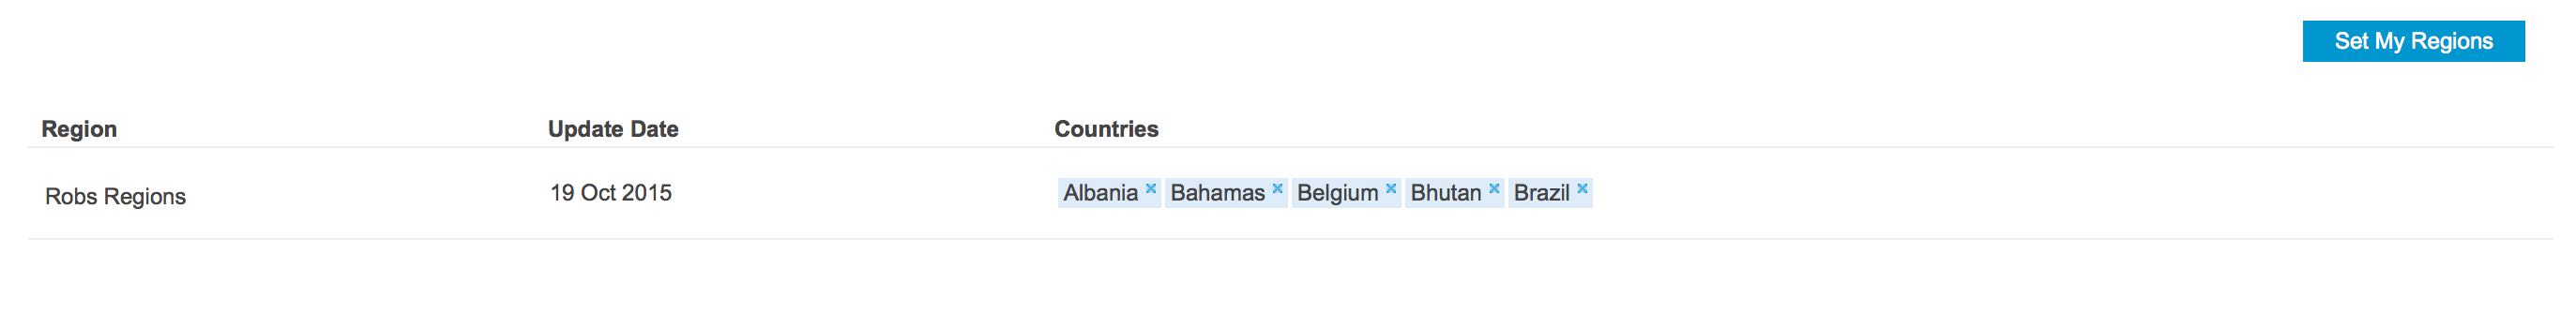 Set My Regions
Region Update Date Countries
Robs Regions 19 Oct 2015 Albania x Bahamas x Belgium x Bhutan x Brazil x